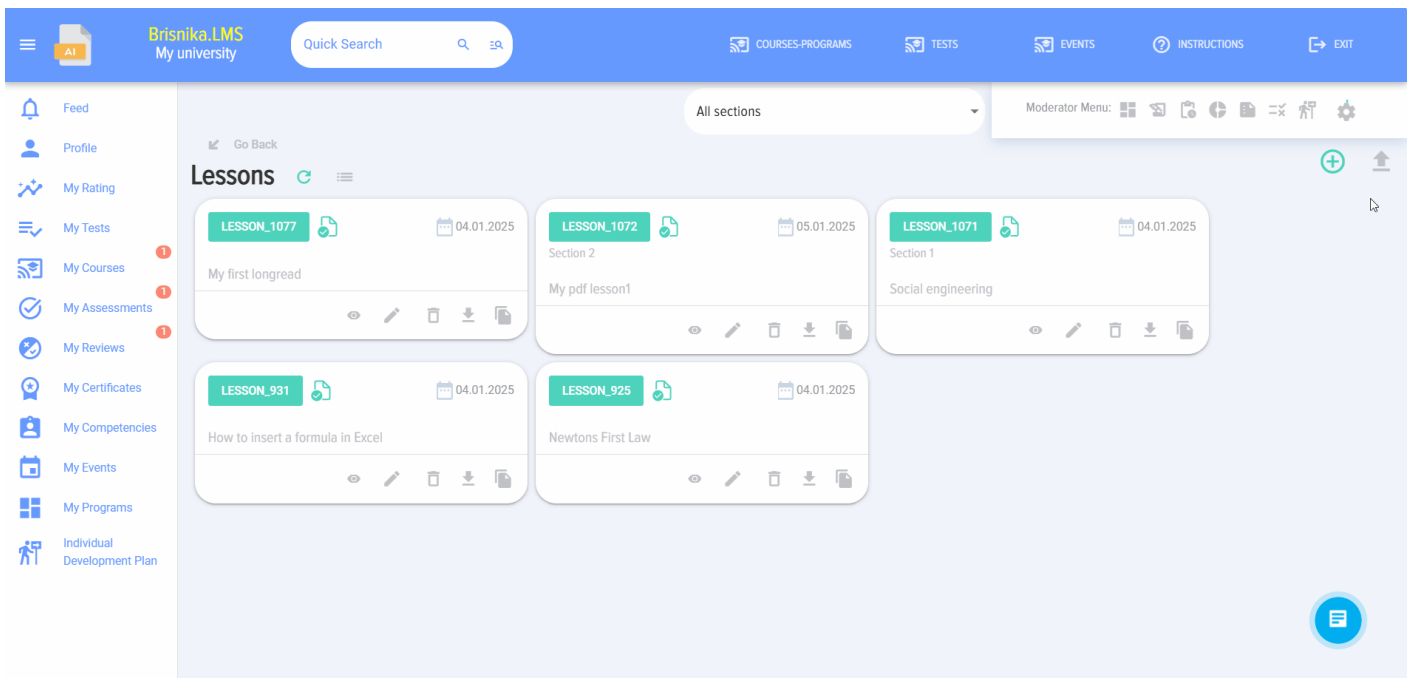 AI
Brisnika.LMS
My university
Quick Search
COURSES-PROGRAMS
TESTS
EVENTS
INSTRUCTIONS
EXIT
Feed
Profile
My Rating
My Tests
1
My Courses
1
My Assessments
1
My Reviews
My Certificates
My Competencies
My Events
My Programs
Individual
Development Plan
All sections
Moderator Menu:
Go Back
Lessons
LESSON_1077
04.01.2025
My first longread
LESSON_1072
05.01.2025
Section 2
My pdf lesson1
LESSON_1071
04.01.2025
Section 1
Social engineering
LESSON_931
04.01.2025
How to insert a formula in Excel
LESSON_925
04.01.2025
Newtons First Law